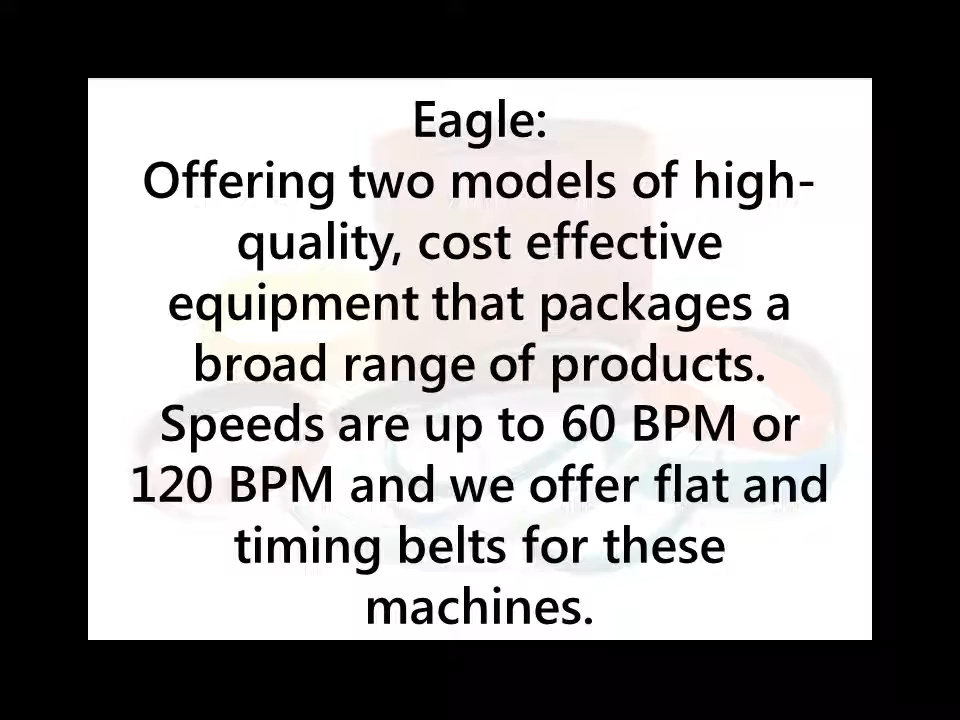 Eagle:
Offering two models of high-
quality, cost effective
equipment that packages a
broad range of products.
Speeds are up to 60 BPM or
120 BPM and we offer flat and
timing belts for these
machines.